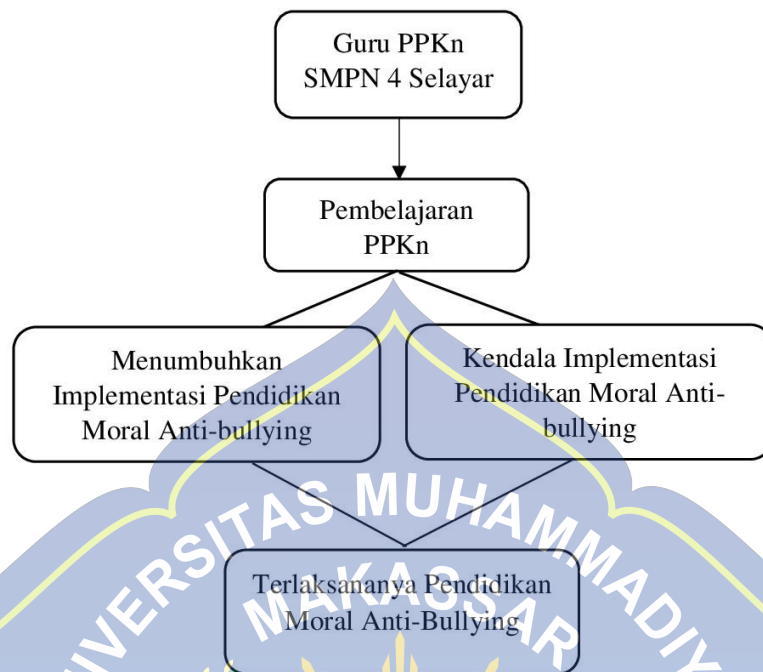 Guru PPKn
SMPN 4 Selayar
Pembelajaran
PPKn
Menumbuhkan
Implementasi Pendidikan
Moral Anti-bullying
Kendala Implementasi
Pendidikan Moral Anti-
bullying
UNIVERSITAS MUHAMMADIY
MAKASSAR
Terlaksananya Pendidikan
Moral Anti-Bullying